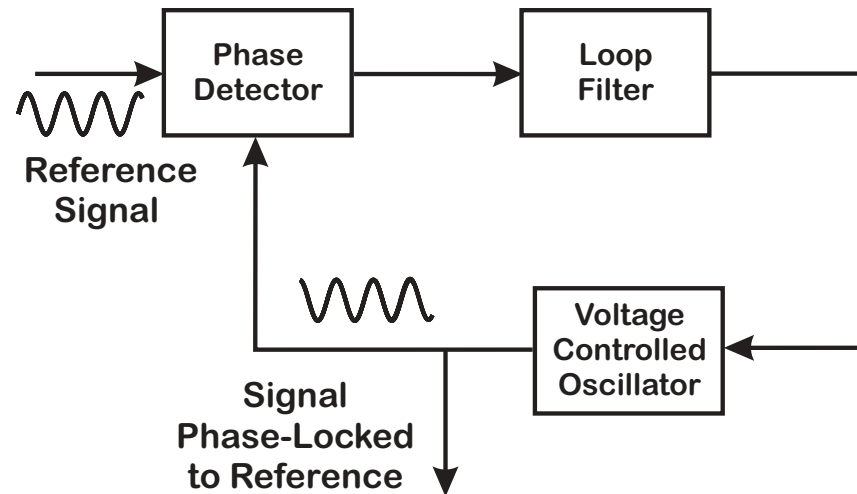 Phase
Detector
Loop
Filter
Reference
Signal
Voltage
Controlled
Oscillator
Signal
Phase-Locked
to Reference